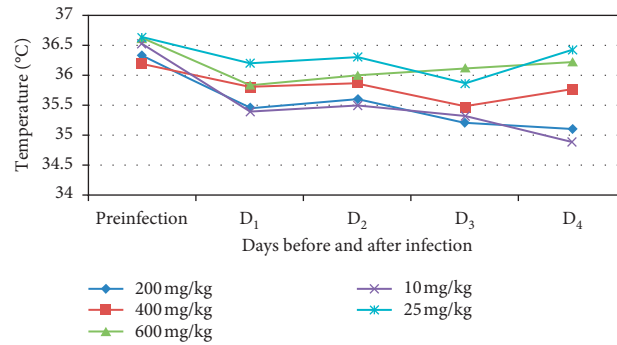 37
36.5
36
35.5
35
34.5
34
Temperature (°C)
Preinfection D₁ D₂ D₃ D₄
Days before and after infection
200 mg/kg
400 mg/kg
600 mg/kg
10 mg/kg
25 mg/kg